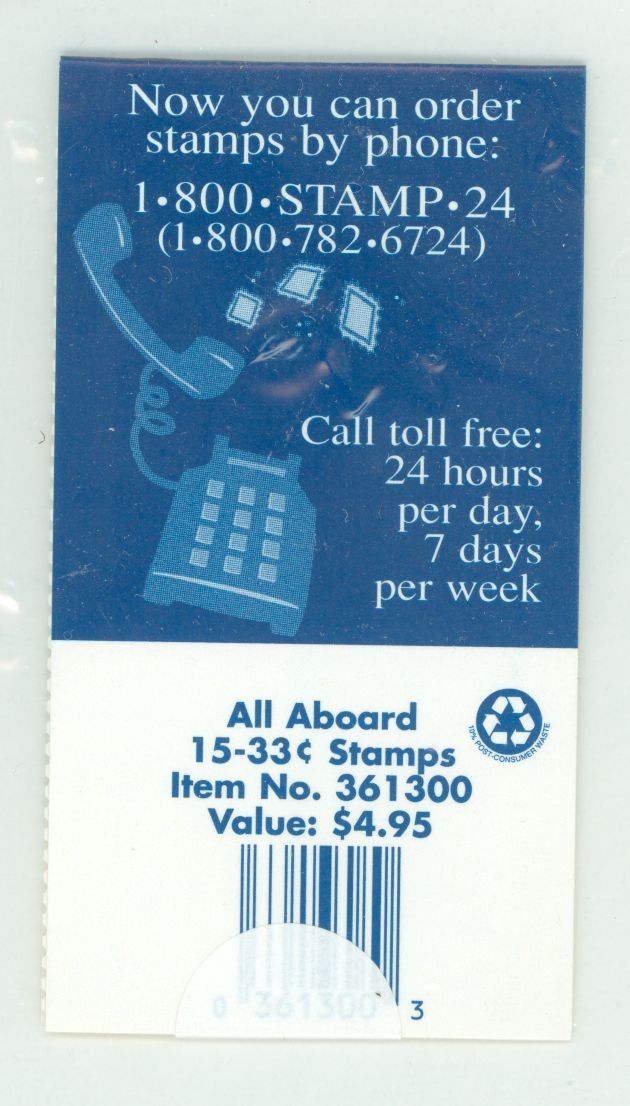 Now you can order
stamps by phone:
1•800•STAMP•24
(1•800•782•6724)
Call toll free:
24 hours
per day,
7 days
per week
All Aboard
15-33¢ Stamps
Item No. 361300
Value: $4.95
10% POST-CONSUMER WASTE
0 361300 3